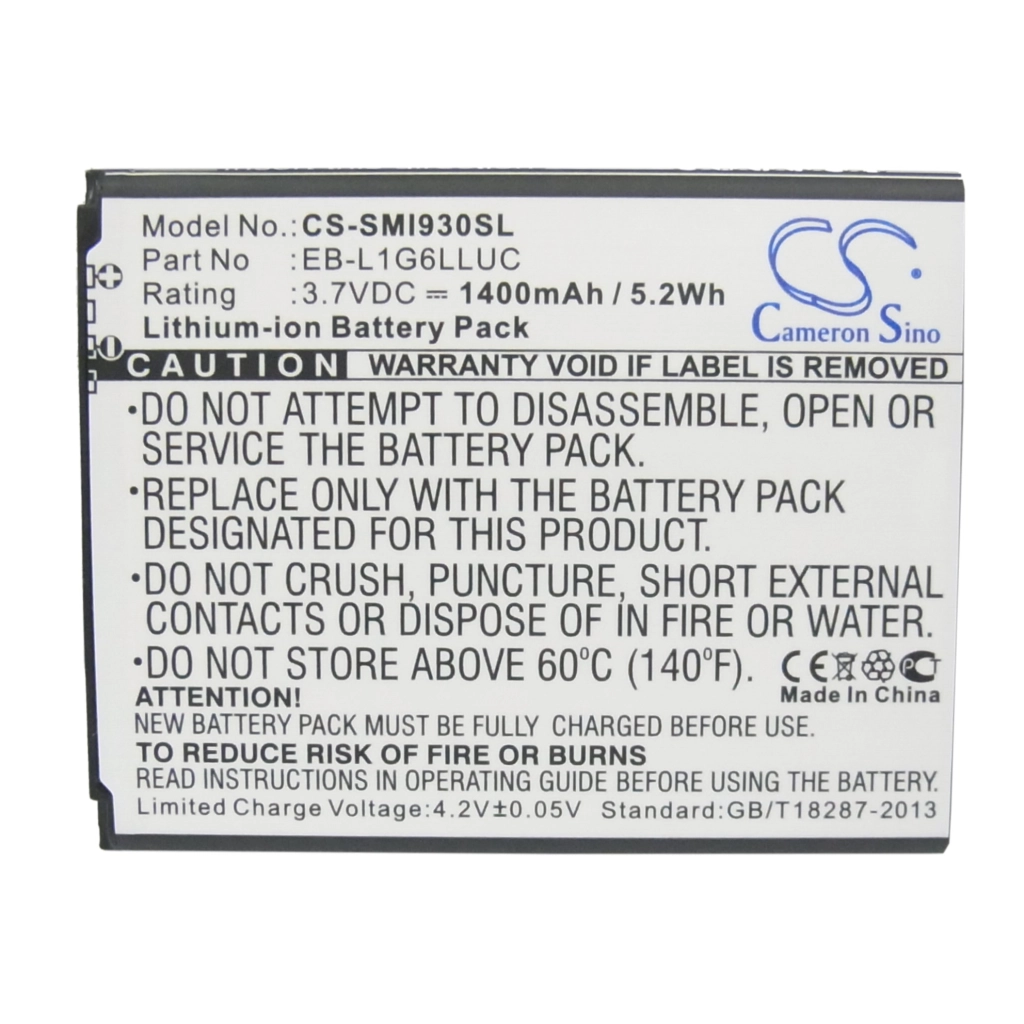 Model No.: CS-SMI930SL
Part No : EB-L1G6LLUC
Rating : 3.7VDC ⎓ 1400mAh / 5.2Wh
Lithium-ion Battery Pack
CS
Cameron Sino
CAUTION WARRANTY VOID IF LABEL IS REMOVED
•DO NOT ATTEMPT TO DISASSEMBLE, OPEN OR
SERVICE THE BATTERY PACK.
•REPLACE ONLY WITH THE BATTERY PACK
DESIGNATED FOR THIS PRODUCT.
•DO NOT CRUSH, PUNCTURE, SHORT EXTERNAL
CONTACTS OR DISPOSE OF IN FIRE OR WATER.
•DO NOT STORE ABOVE 60°C (140°F).
CE PCT
Made In China
ATTENTION!
NEW BATTERY PACK MUST BE FULLY CHARGED BEFORE USE.
TO REDUCE RISK OF FIRE OR BURNS
READ INSTRUCTIONS IN OPERATING GUIDE BEFORE USING THE BATTERY.
Limited Charge Voltage:4.2V±0.05V Standard:GB/T18287-2013